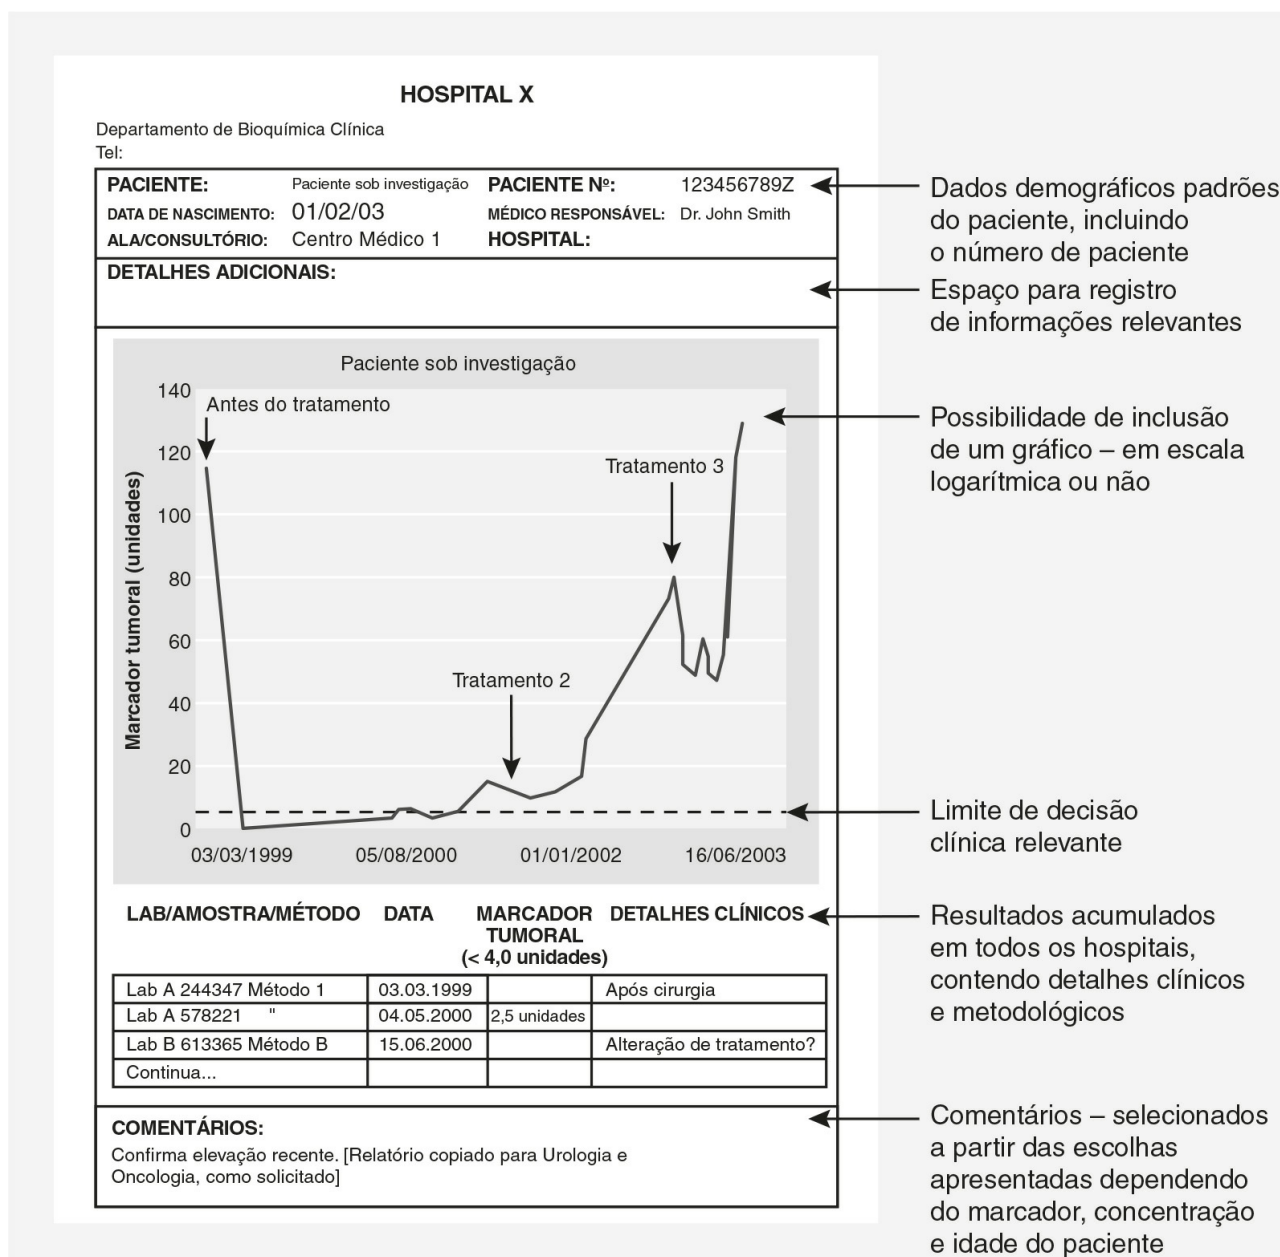 HOSPITAL X
Departamento de Bioquímica Clínica
Tel:
PACIENTE: Paciente sob investigação PACIENTE Nº: 123456789Z
DATA DE NASCIMENTO: 01/02/03 MÉDICO RESPONSÁVEL: Dr. John Smith
ALA/CONSULTÓRIO: Centro Médico 1 HOSPITAL:
Dados demográficos padrões
do paciente, incluindo
o número de paciente
DETALHES ADICIONAIS:
Espaço para registro
de informações relevantes
Paciente sob investigação
Marcador tumoral (unidades)
140
120
100
80
60
40
20
0
Antes do tratamento
Tratamento 2
Tratamento 3
03/03/1999 05/08/2000 01/01/2002 16/06/2003
Possibilidade de inclusão
de um gráfico – em escala
logarítmica ou não
Limite de decisão
clínica relevante
LAB/AMOSTRA/MÉTODO DATA MARCADOR DETALHES CLÍNICOS
TUMORAL
(< 4,0 unidades)
Lab A 244347 Método 1 03.03.1999 Após cirurgia
Lab A 578221 " 04.05.2000 2,5 unidades
Lab B 613365 Método B 15.06.2000 Alteração de tratamento?
Continua...
Resultados acumulados
em todos os hospitais,
contendo detalhes clínicos
e metodológicos
COMENTÁRIOS:
Confirma elevação recente. [Relatório copiado para Urologia e
Oncologia, como solicitado]
Comentários – selecionados
a partir das escolhas
apresentadas dependendo
do marcador, concentração
e idade do paciente